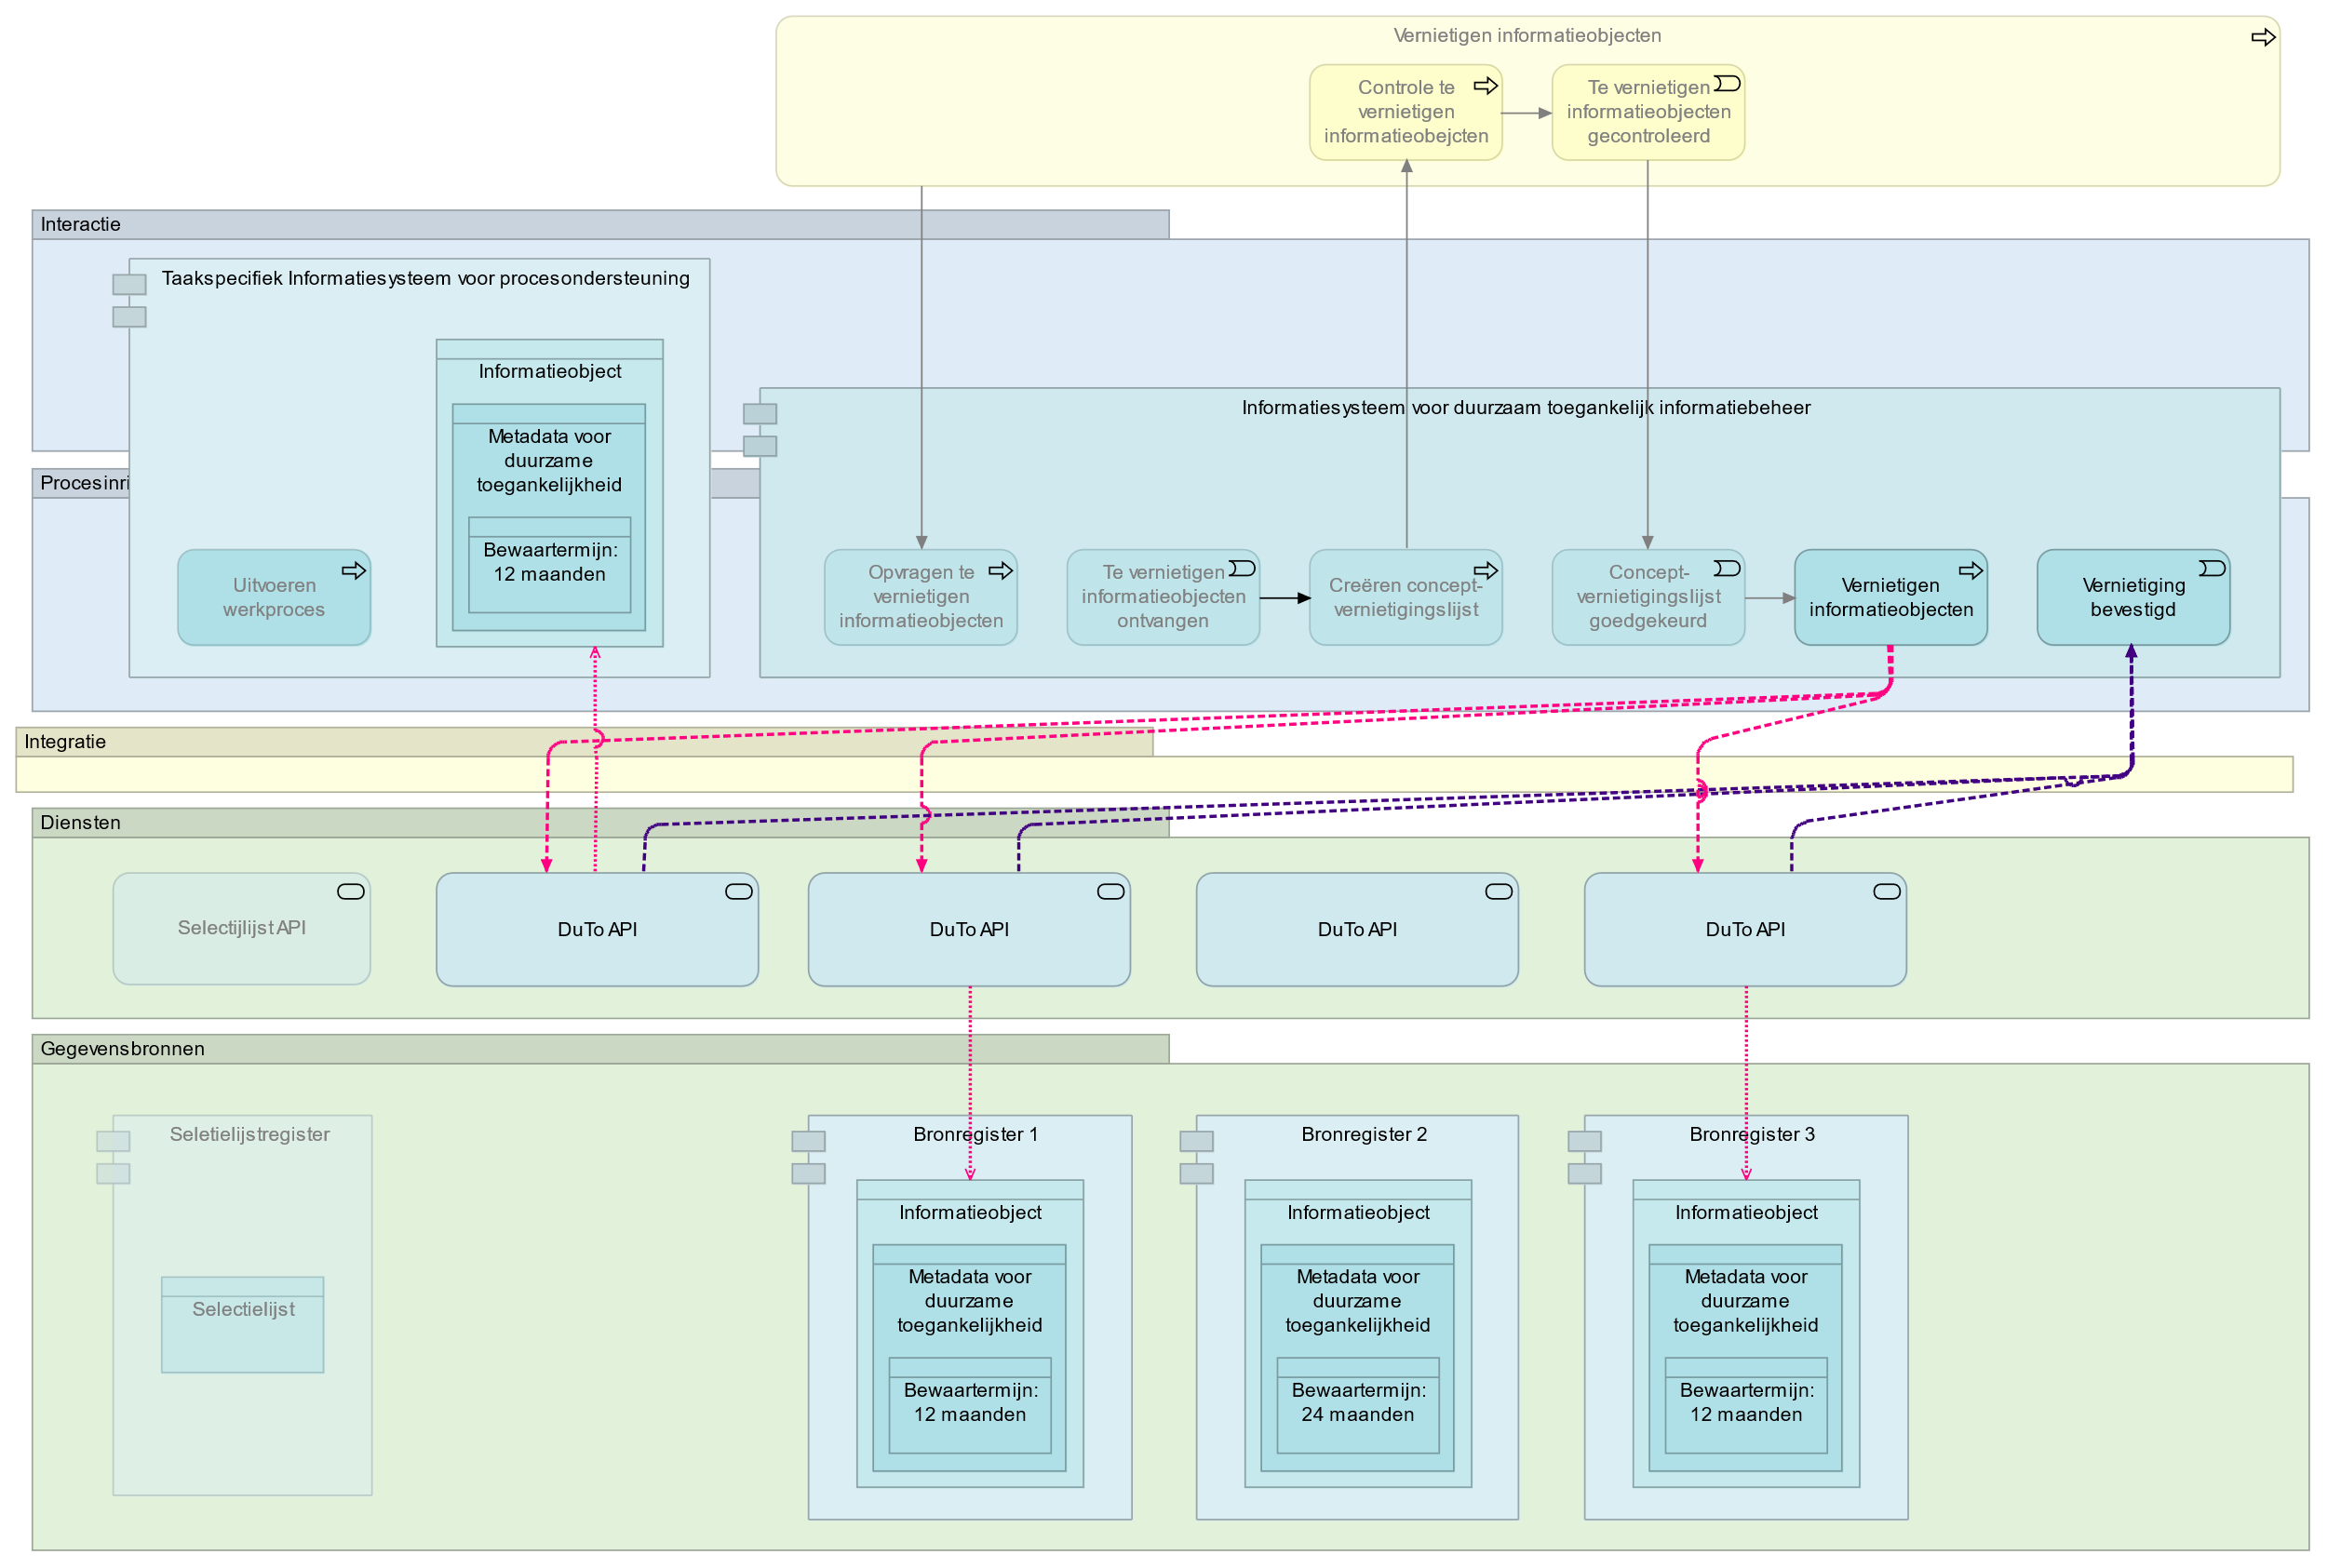 Vernietigen informatieobjecten
Controle te
vernietigen
informatieobejcten
Te vernietigen
informatieobjecten
gecontroleerd
Interactie
Taakspecifiek Informatiesysteem voor procesondersteuning
Informatieobject
Metadata voor
duurzame
toegankelijkheid
Bewaartermijn:
12 maanden
Uitvoeren
werkproces
Informatiesysteem voor duurzaam toegankelijk informatiebeheer
Procesinri
Opvragen te
vernietigen
informatieobjecten
Te vernietigen
informatieobjecten
ontvangen
Creëren concept-
vernietigingslijst
Concept-
vernietigingslijst
goedgekeurd
Vernietigen
informatieobjecten
Vernietiging
bevestigd
Integratie
Diensten
Selectijlijst API
DuTo API
DuTo API
DuTo API
DuTo API
Gegevensbronnen
Seletielijstregister
Selectielijst
Bronregister 1
Informatieobject
Metadata voor
duurzame
toegankelijkheid
Bewaartermijn:
12 maanden
Bronregister 2
Informatieobject
Metadata voor
duurzame
toegankelijkheid
Bewaartermijn:
24 maanden
Bronregister 3
Informatieobject
Metadata voor
duurzame
toegankelijkheid
Bewaartermijn:
12 maanden